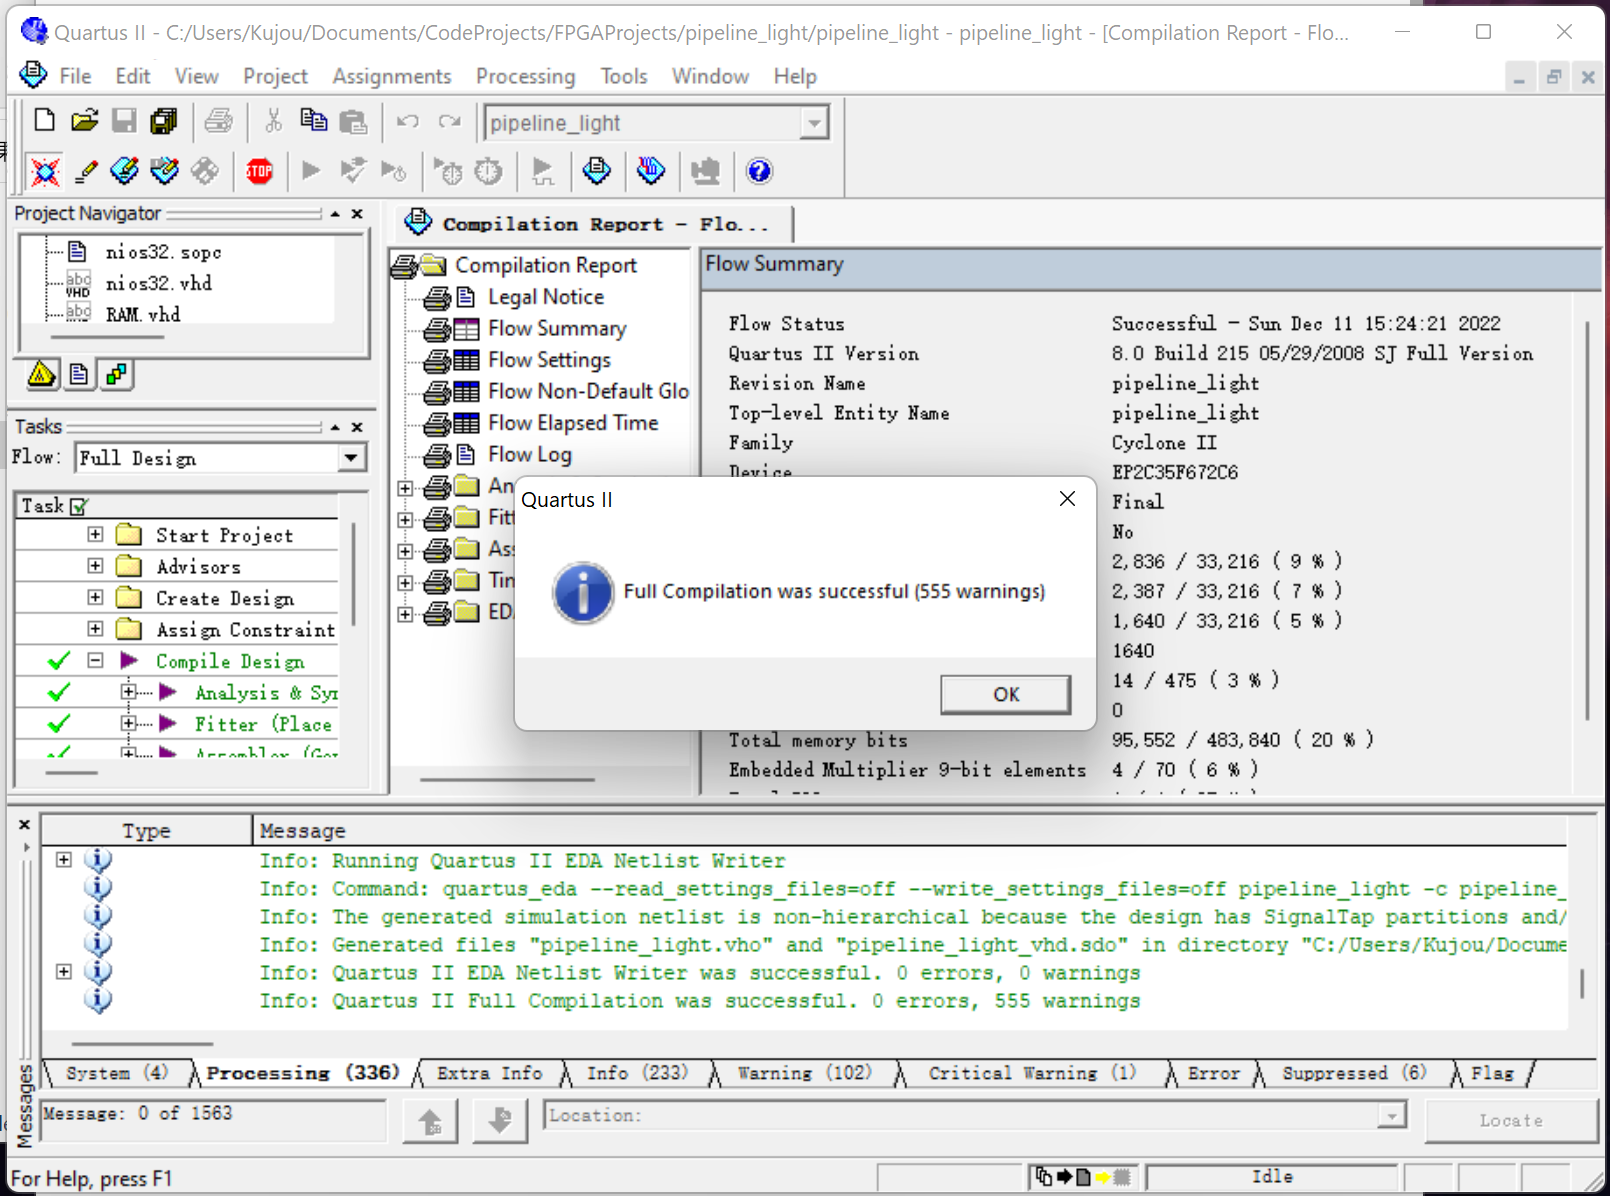 Quartus II - C:/Users/Kujou/Documents/CodeProjects/FPGAProjects/pipeline_light/pipeline_light - pipeline_light - [Compilation Report - Flo...
File Edit View Project Assignments Processing Tools Window Help
pipeline_light
STOP
Project Navigator
nios32.sopc
nios32.vhd
RAM.vhd
Tasks
Flow: Full Design
Task
Start Project
Advisors
Create Design
Assign Constraint
Compile Design
Analysis & Syn
Fitter (Place
Assembler (Ge
Compilation Report - Flo...
Compilation Report
Legal Notice
Flow Summary
Flow Settings
Flow Non-Default Glo
Flow Elapsed Time
Flow Log
An
Fitt
Ass
Tin
ED
Flow Summary
Flow Status Successful - Sun Dec 11 15:24:21 2022
Quartus II Version 8.0 Build 215 05/29/2008 SJ Full Version
Revision Name pipeline_light
Top-level Entity Name pipeline_light
Family Cyclone II
Device EP2C35F672C6
Final
No
2,836 / 33,216 ( 9 % )
2,387 / 33,216 ( 7 % )
1,640 / 33,216 ( 5 % )
1640
14 / 475 ( 3 % )
0
Total memory bits 95,552 / 483,840 ( 20 % )
Embedded Multiplier 9-bit elements 4 / 70 ( 6 % )
Quartus II
Full Compilation was successful (555 warnings)
OK
Type Message
Info: Running Quartus II EDA Netlist Writer
Info: Command: quartus_eda --read_settings_files=off --write_settings_files=off pipeline_light -c pipeline_
Info: The generated simulation netlist is non-hierarchical because the design has SignalTap partitions and/
Info: Generated files "pipeline_light.vho" and "pipeline_light_vhd.sdo" in directory "C:/Users/Kujou/Docume
Info: Quartus II EDA Netlist Writer was successful. 0 errors, 0 warnings
Info: Quartus II Full Compilation was successful. 0 errors, 555 warnings
System (4) Processing (336) Extra Info Info (233) Warning (102) Critical Warning (1) Error Suppressed (6) Flag
Messages
Message: 0 of 1563 Location: Locate
For Help, press F1 Idle